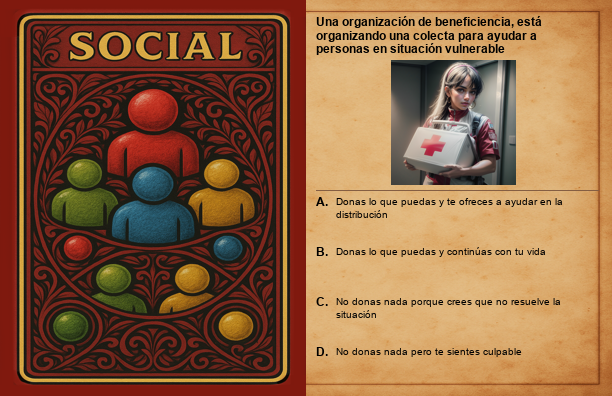 SOCIAL
Una organización de beneficiencia, está
organizando una colecta para ayudar a
personas en situación vulnerable
A. Donas lo que puedas y te ofreces a ayudar en la
distribución
B. Donas lo que puedas y continúas con tu vida
C. No donas nada porque crees que no resuelve la
situación
D. No donas nada pero te sientes culpable